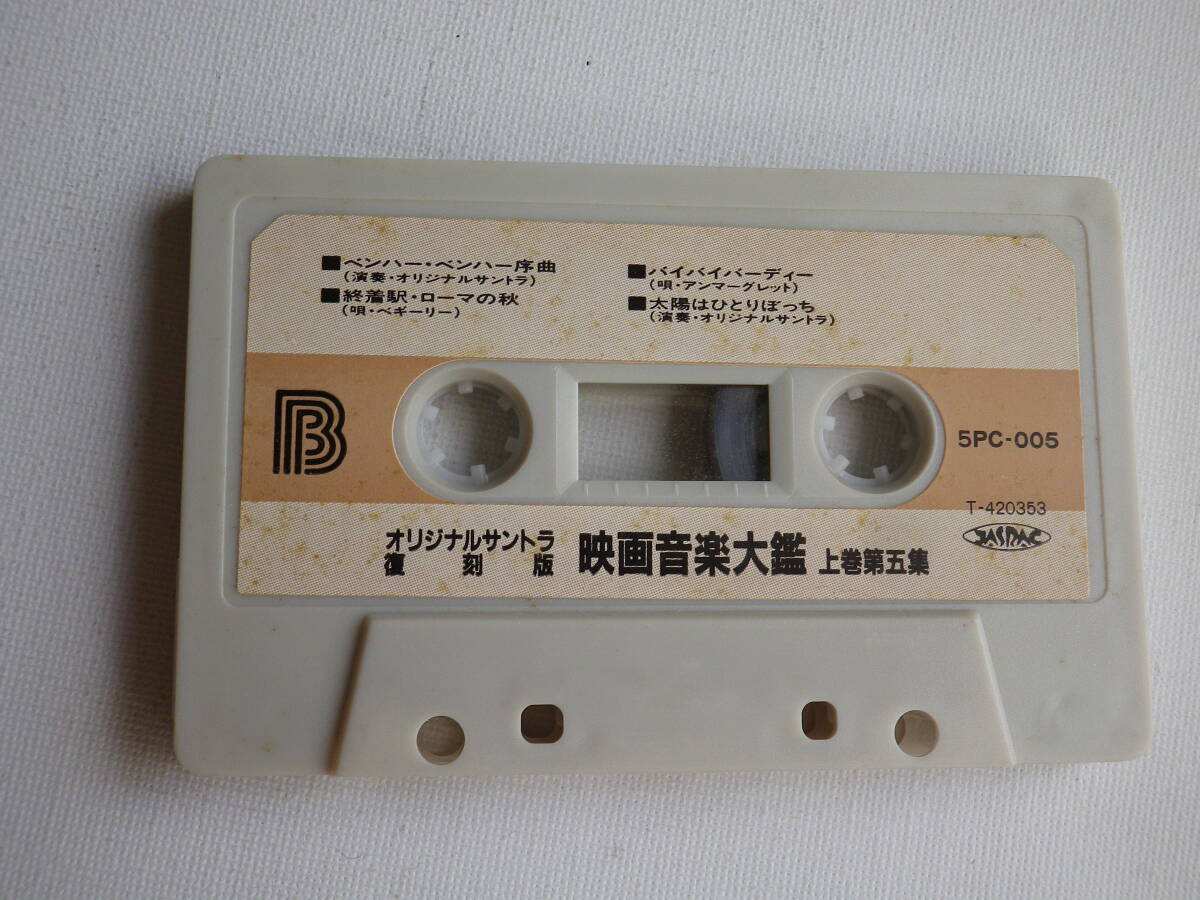 ■ベンハー・ベンハー序曲
(演奏・オリジナルサントラ)
■終着駅・ローマの秋
(唄・ペギーリー)
■バイバイバーディー
(唄・アンマーグレット)
■太陽はひとりぼっち
(演奏・オリジナルサントラ)
B
5PC-005
T-420353
JASPAC
オリジナルサントラ
復刻版
映画音楽大鑑 上巻第五集